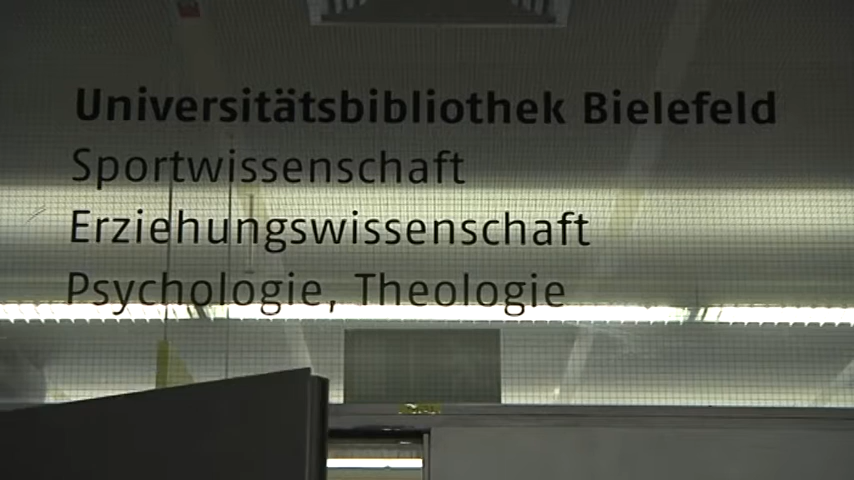 Universitätsbibliothek Bielefeld
Sportwissenschaft
Erziehungswissenschaft
Psychologie, Theologie